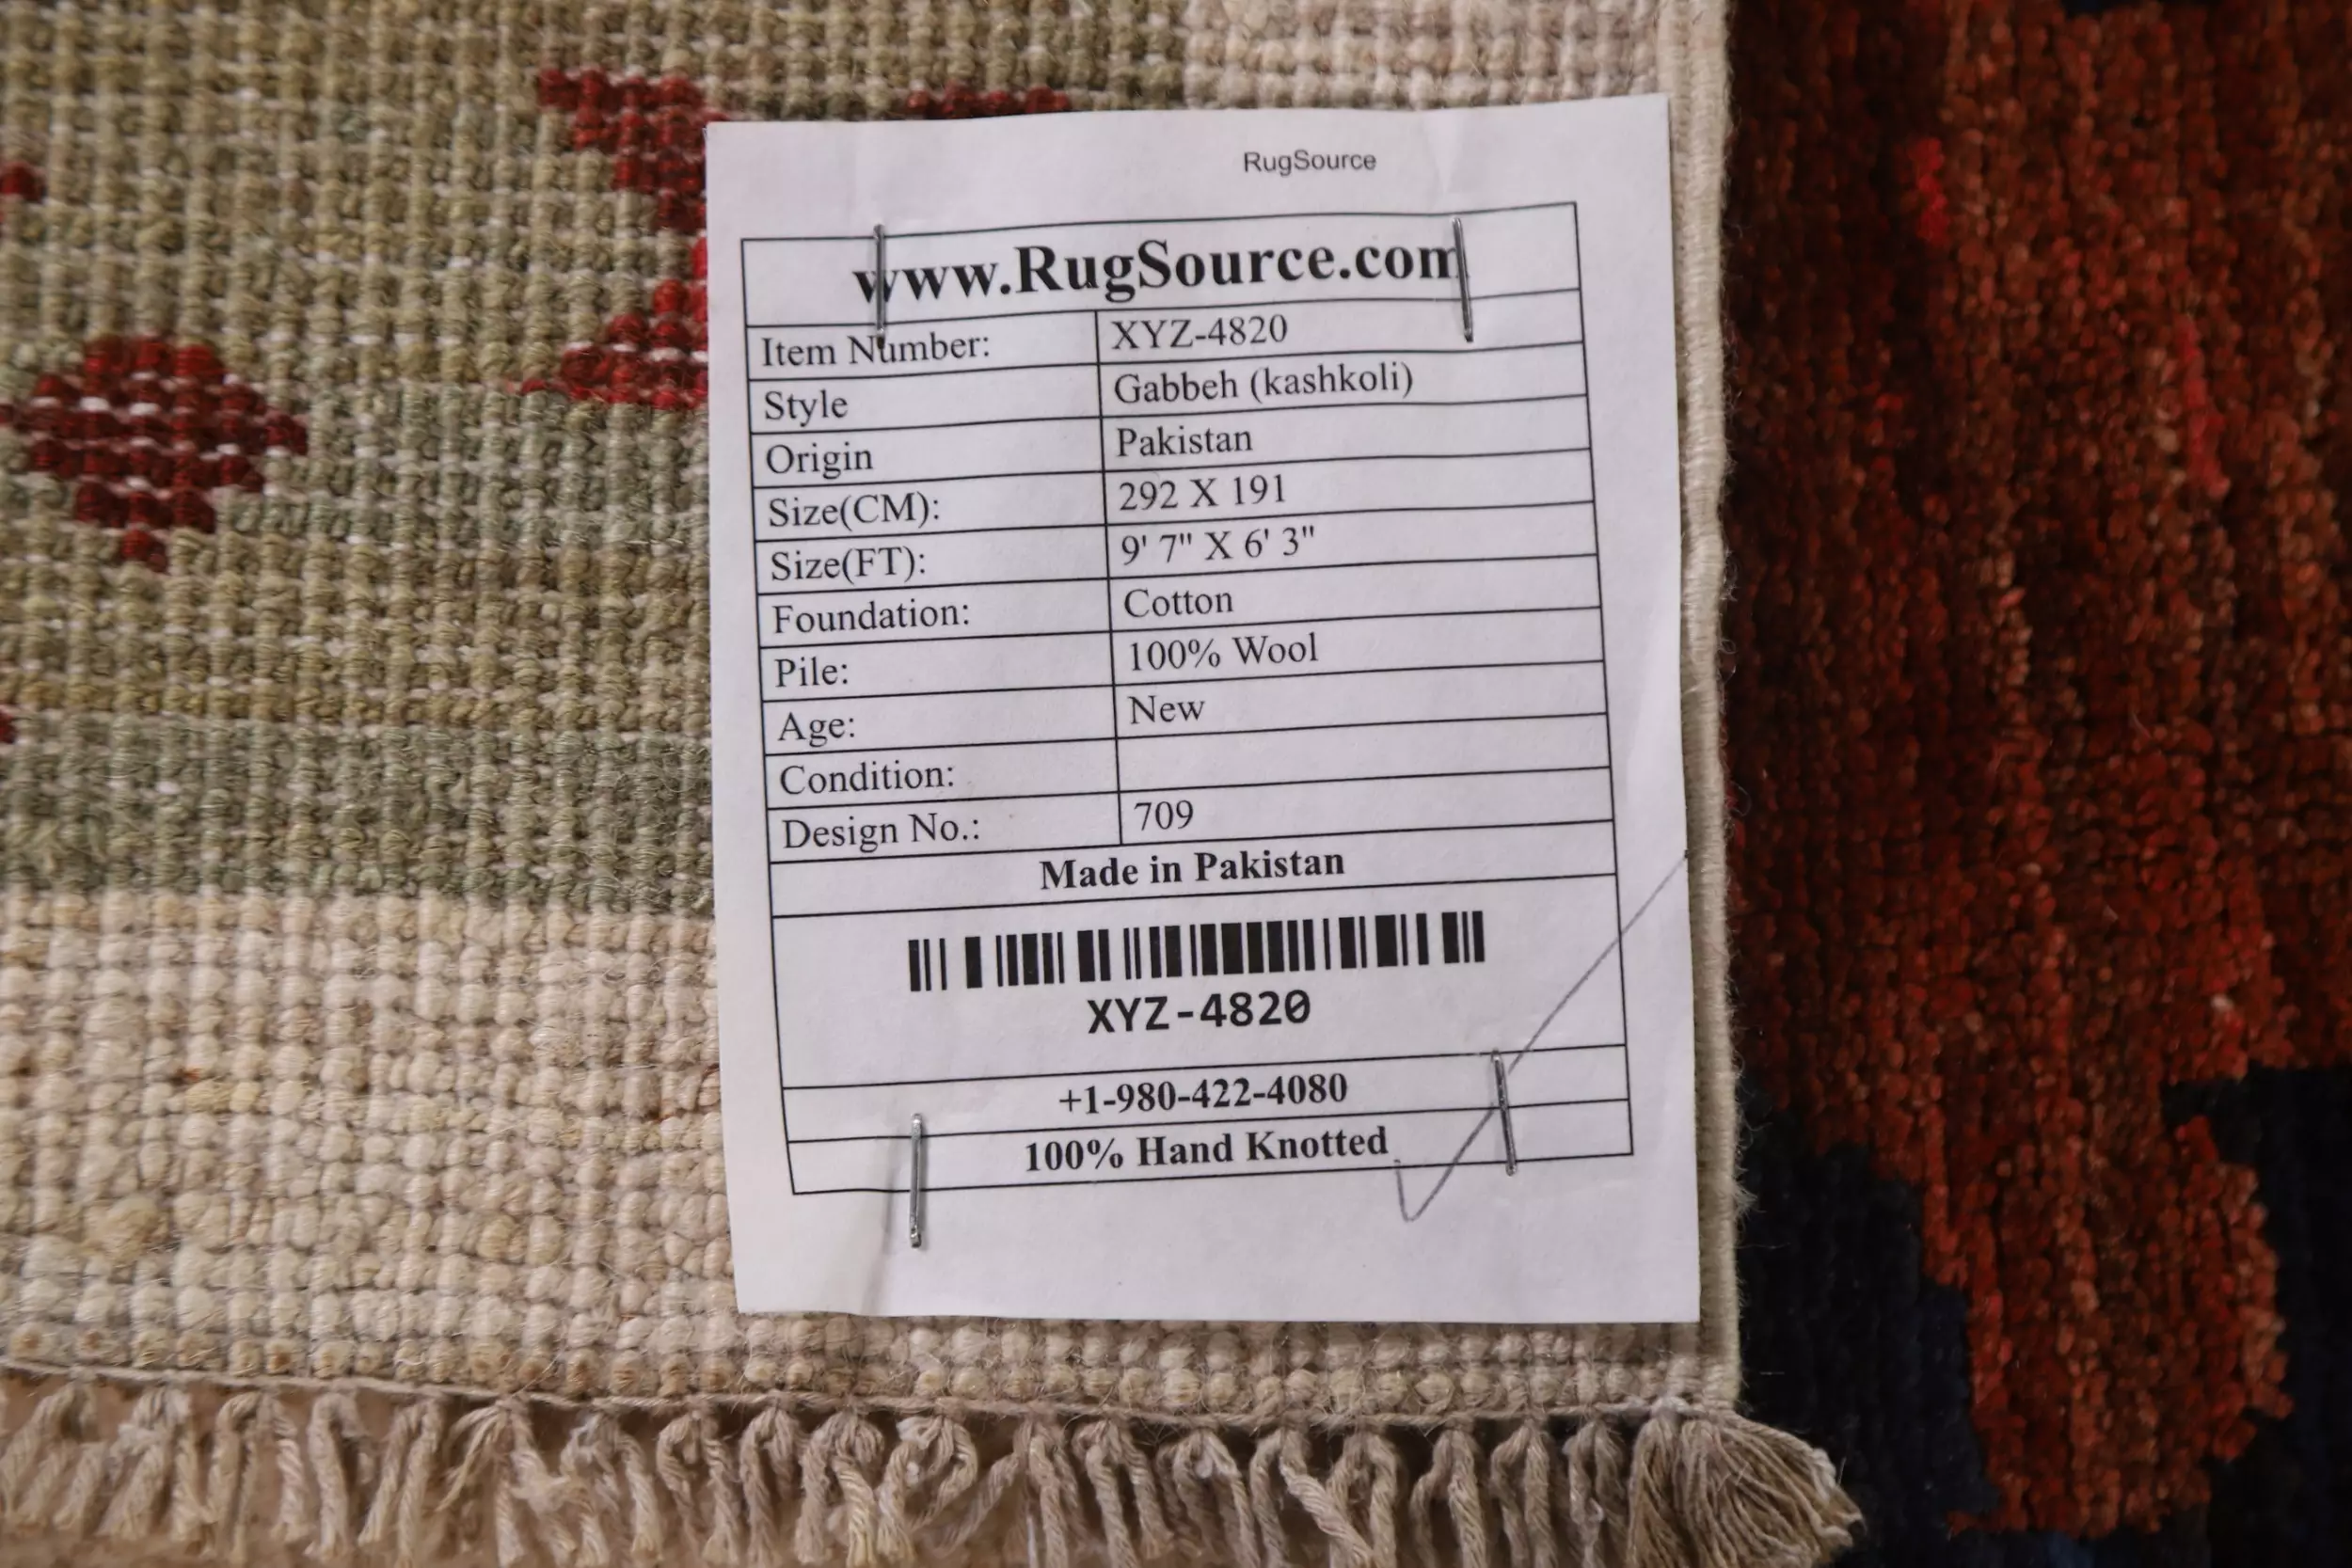 RugSource
www.RugSource.com
Item Number: XYZ-4820
Style Gabbeh (kashkoli)
Origin Pakistan
Size(CM): 292 X 191
Size(FT): 9' 7" X 6' 3"
Foundation: Cotton
Pile: 100% Wool
Age: New
Condition:
Design No.: 709
Made in Pakistan
XYZ-4820
+1-980-422-4080
100% Hand Knotted